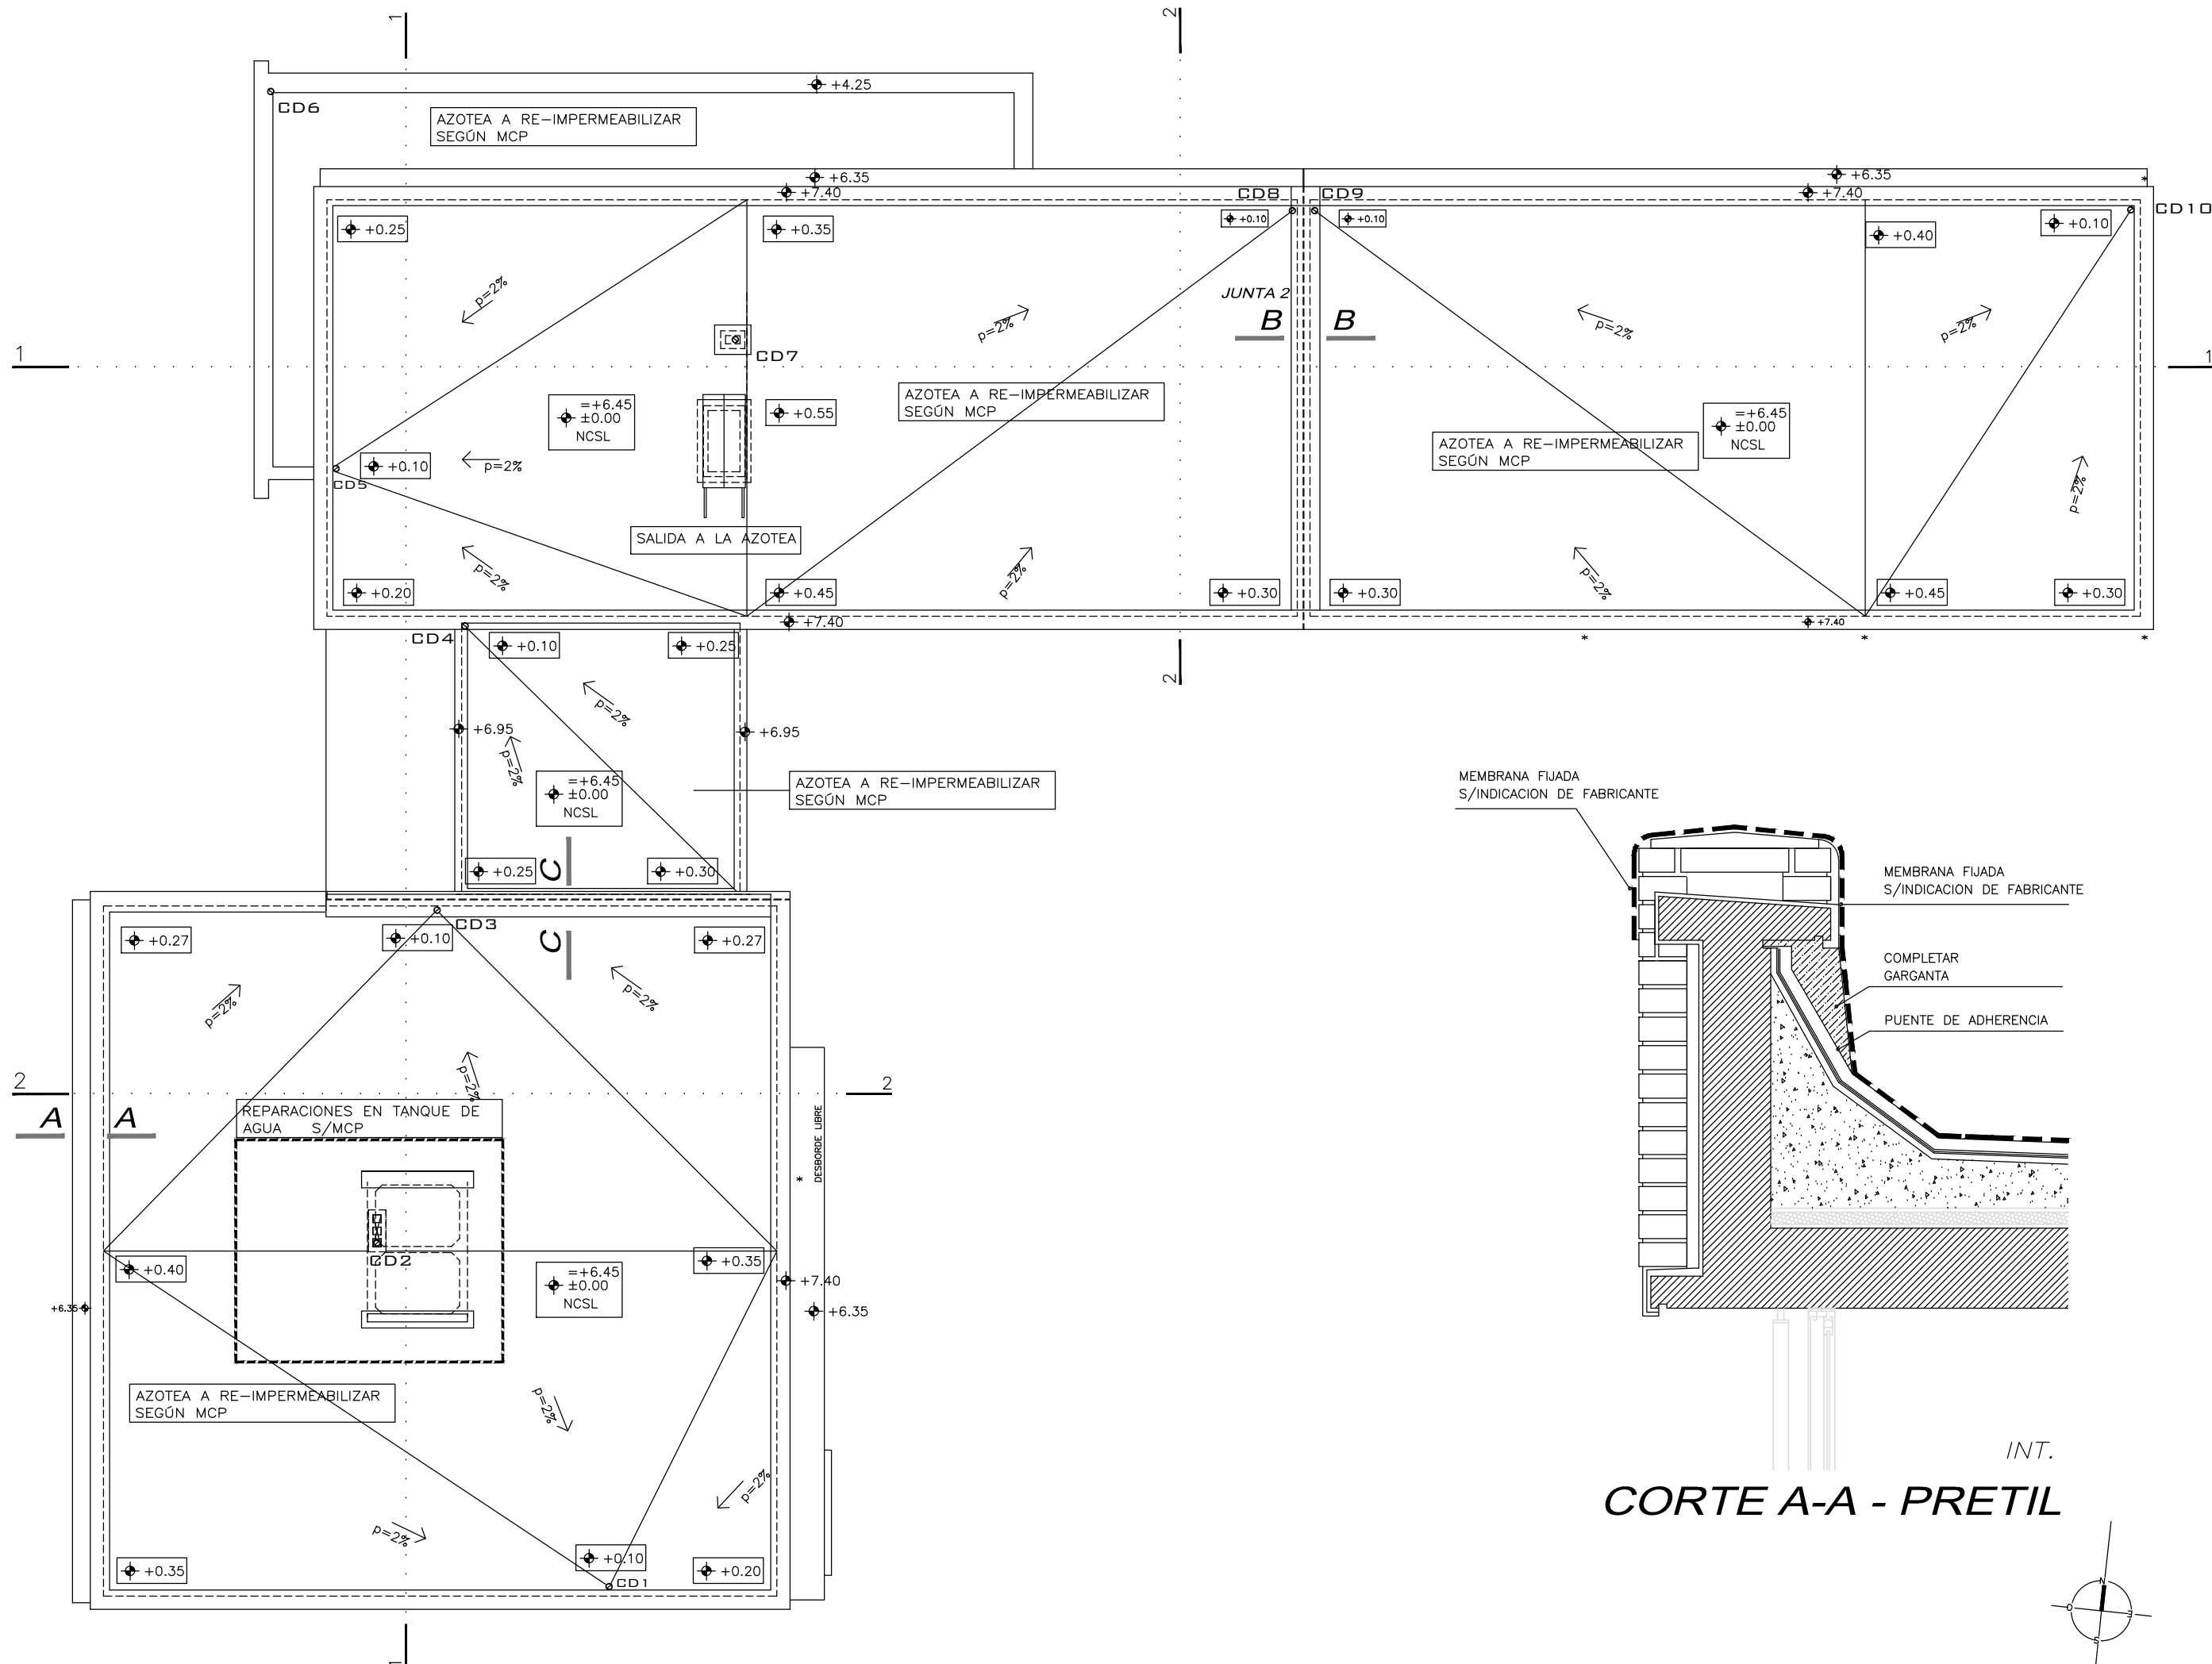 1
2
+4.25
CD6
AZOTEA A RE-IMPERMEABILIZAR
SEGÚN MCP
+6.35
+7.40
+6.35
+7.40
*
CD8
CD9
CD10
+0.25
+0.35
+0.10
+0.10
+0.40
+0.10
p=2%
JUNTA 2
p=2%
p=2%
p=2%
B
B
CD7
1
1
=+6.45
±0.00
NCSL
+0.55
AZOTEA A RE-IMPERMEABILIZAR
SEGÚN MCP
=+6.45
±0.00
NCSL
AZOTEA A RE-IMPERMEABILIZAR
SEGÚN MCP
+0.10
CD5
p=2%
p=2%
SALIDA A LA AZOTEA
p=2%
p=2%
p=2%
+0.20
+0.45
+0.30
+0.30
+0.45
+0.30
+7.40
+7.40
*
*
*
CD4
+0.10
+0.25
2
p=2%
+6.95
+6.95
p=2%
=+6.45
±0.00
NCSL
AZOTEA A RE-IMPERMEABILIZAR
SEGÚN MCP
C
+0.25
+0.30
CD3
+0.27
+0.10
C
+0.27
p=2%
p=2%
p=2%
2
2
A
A
REPARACIONES EN TANQUE DE
AGUA S/MCP
DESBORDE LIBRE
*
CD2
+0.40
+0.35
=+6.45
±0.00
NCSL
+7.40
+6.35
+6.35
AZOTEA A RE-IMPERMEABILIZAR
SEGÚN MCP
p=2%
p=2%
p=2%
+0.35
+0.10
+0.20
CD1
1
MEMBRANA FIJADA
S/INDICACION DE FABRICANTE
MEMBRANA FIJADA
S/INDICACION DE FABRICANTE
COMPLETAR
GARGANTA
PUENTE DE ADHERENCIA
INT.
CORTE A-A - PRETIL
N
O
E
S